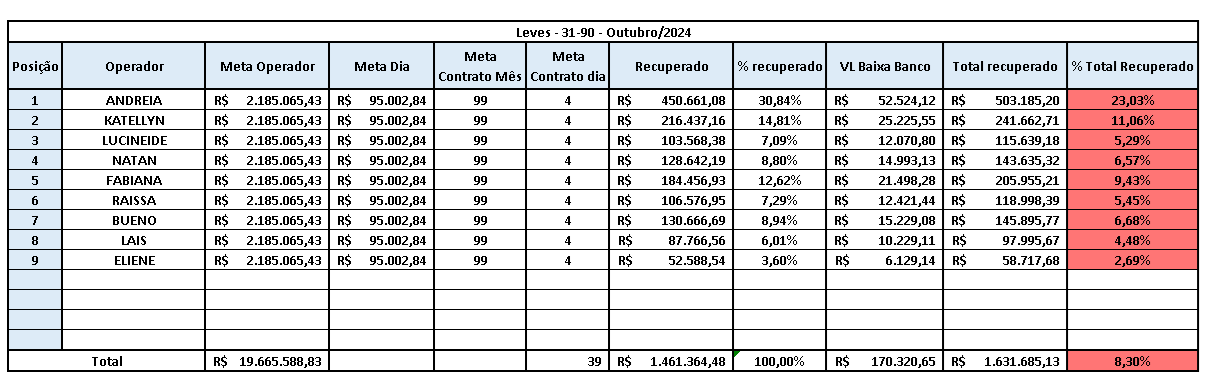 Leves - 31-90 - Outubro/2024
Posição Operador Meta Operador Meta Dia Meta Contrato Mês Meta Contrato dia Recuperado % recuperado VL Baixa Banco Total recuperado % Total Recuperado
1 ANDREIA R$ 2.185.065,43 R$ 95.002,84 99 4 R$ 450.661,08 30,84% R$ 52.524,12 R$ 503.185,20 23,03%
2 KATELLYN R$ 2.185.065,43 R$ 95.002,84 99 4 R$ 216.437,16 14,81% R$ 25.225,55 R$ 241.662,71 11,06%
3 LUCINEIDE R$ 2.185.065,43 R$ 95.002,84 99 4 R$ 103.568,38 7,09% R$ 12.070,80 R$ 115.639,18 5,29%
4 NATAN R$ 2.185.065,43 R$ 95.002,84 99 4 R$ 128.642,19 8,80% R$ 14.993,13 R$ 143.635,32 6,57%
5 FABIANA R$ 2.185.065,43 R$ 95.002,84 99 4 R$ 184.456,93 12,62% R$ 21.498,28 R$ 205.955,21 9,43%
6 RAISSA R$ 2.185.065,43 R$ 95.002,84 99 4 R$ 106.576,95 7,29% R$ 12.421,44 R$ 118.998,39 5,45%
7 BUENO R$ 2.185.065,43 R$ 95.002,84 99 4 R$ 130.666,69 8,94% R$ 15.229,08 R$ 145.895,77 6,68%
8 LAIS R$ 2.185.065,43 R$ 95.002,84 99 4 R$ 87.766,56 6,01% R$ 10.229,11 R$ 97.995,67 4,48%
9 ELIENE R$ 2.185.065,43 R$ 95.002,84 99 4 R$ 52.588,54 3,60% R$ 6.129,14 R$ 58.717,68 2,69%
Total R$ 19.665.588,83 39 R$ 1.461.364,48 100,00% R$ 170.320,65 R$ 1.631.685,13 8,30%